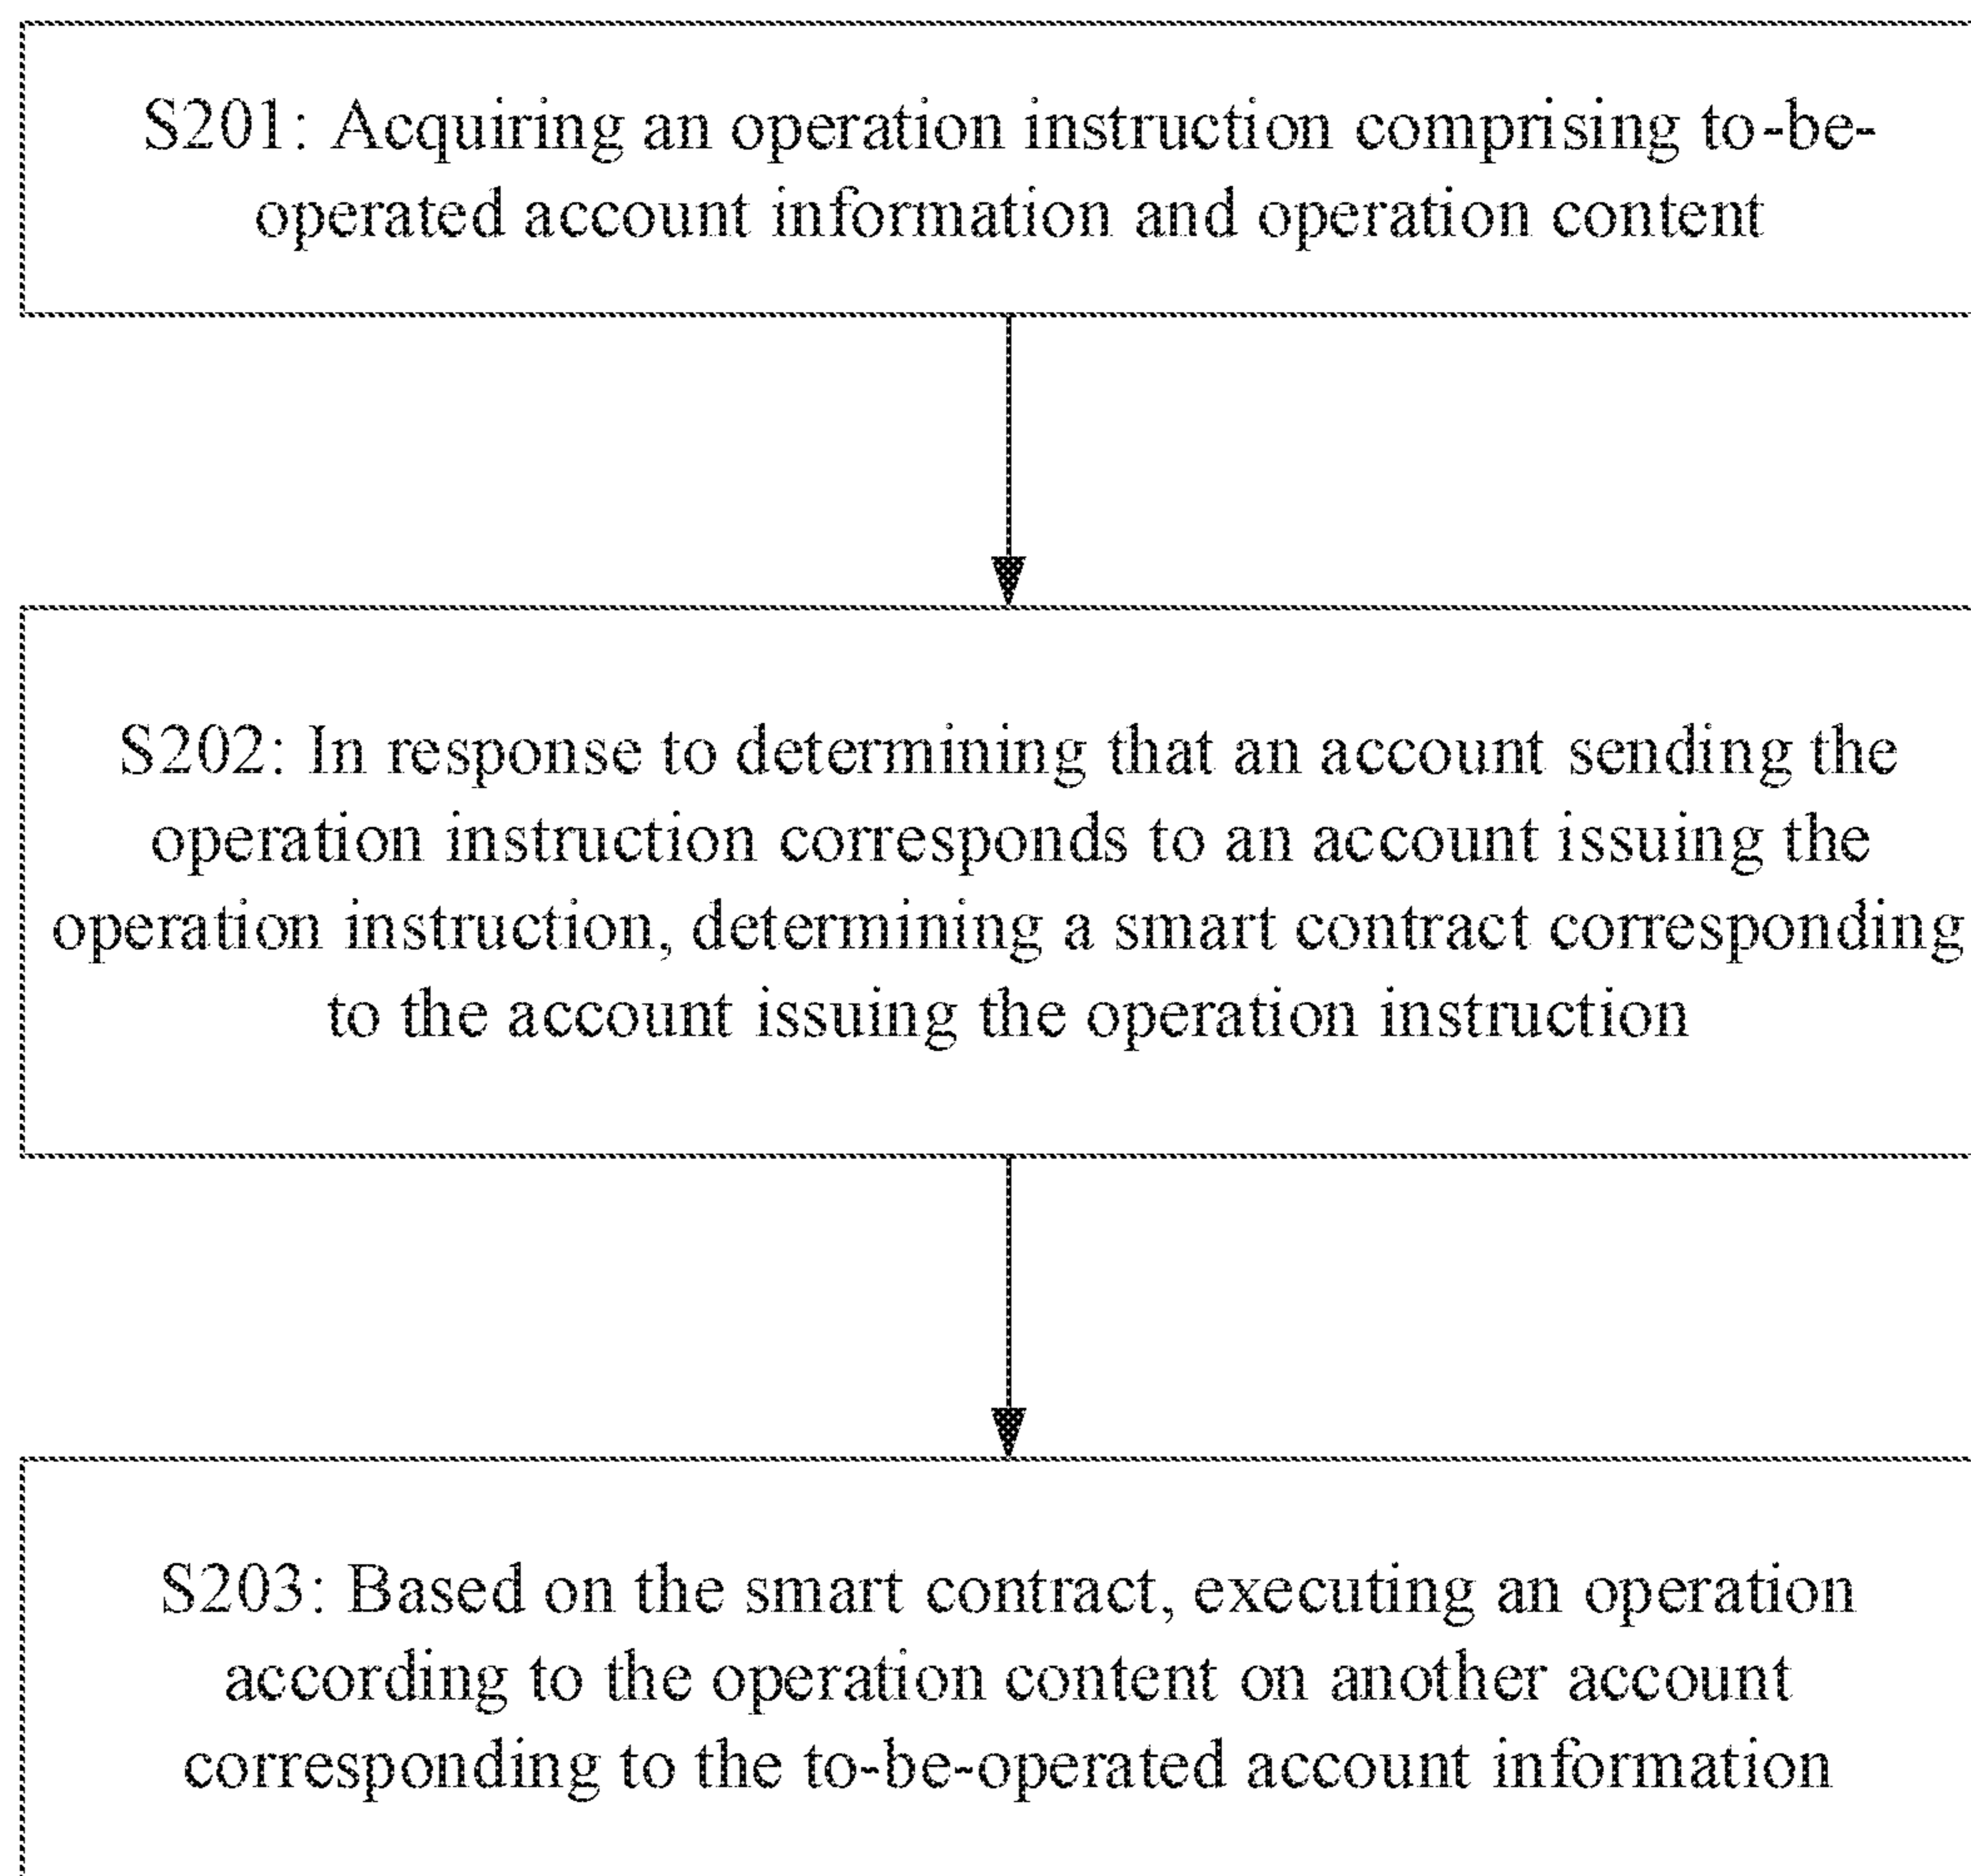 S201: Acquiring an operation instruction comprising to-be-
operated account information and operation content
S202: In response to determining that an account sending the
operation instruction corresponds to an account issuing the
operation instruction, determining a smart contract corresponding
to the account issuing the operation instruction
S203: Based on the smart contract, executing an operation
according to the operation content on another account
corresponding to the to-be-operated account information